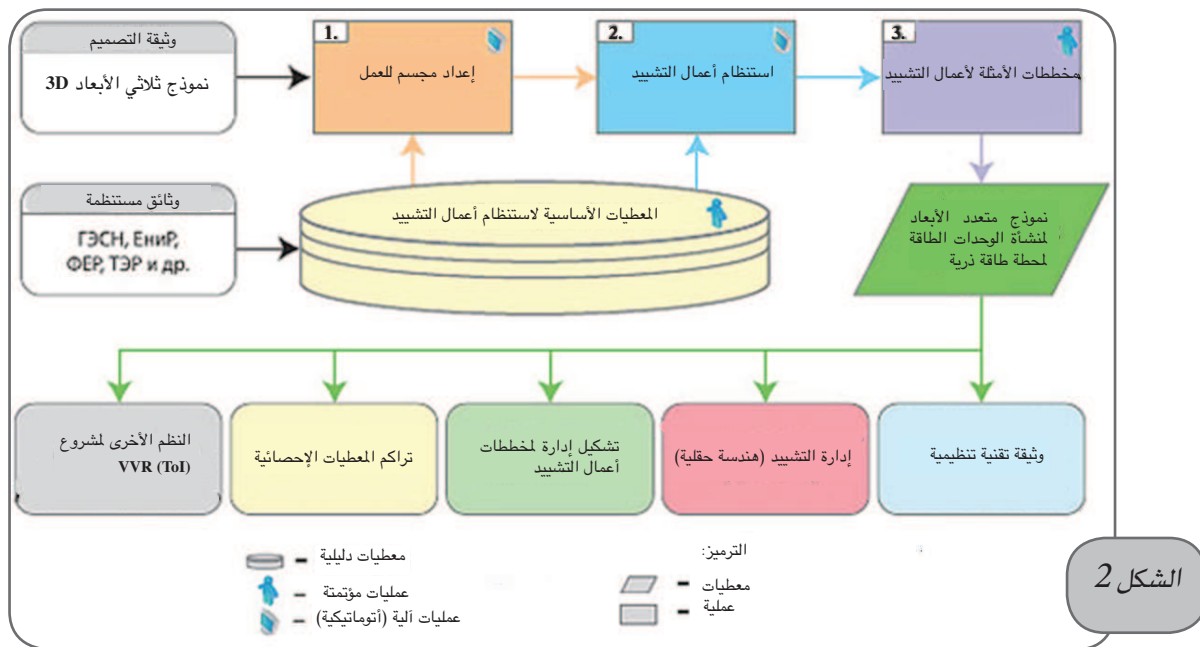 وثيقة التصميم
نموذج ثلاثي الأبعاد 3D
1.
إعداد مجسم للعمل
2.
استنظام أعمال التشييد
3.
مخططات الأمثلة لأعمال التشييد
وثائق مستنظمة
ГЭСН, ЕниР,
ФЕР, ТЭР и др.
المعطيات الأساسية لاستنظام أعمال التشييد
نموذج متعدد الأبعاد
لمنشأة الوحدات الطاقة
لمحطة طاقة ذرية
النظم الأخرى لمشروع
VVR (ToI)
تراكم المعطيات الإحصائية
تشكيل إدارة لمخططات
أعمال التشييد
إدارة التشييد (هندسة حقلية)
وثيقة تقنية تنظيمية
الترميز:
معطيات
عملية
معطيات دليلية
عمليات مؤتمتة
عمليات آلية (أتوماتيكية)
الشكل 2